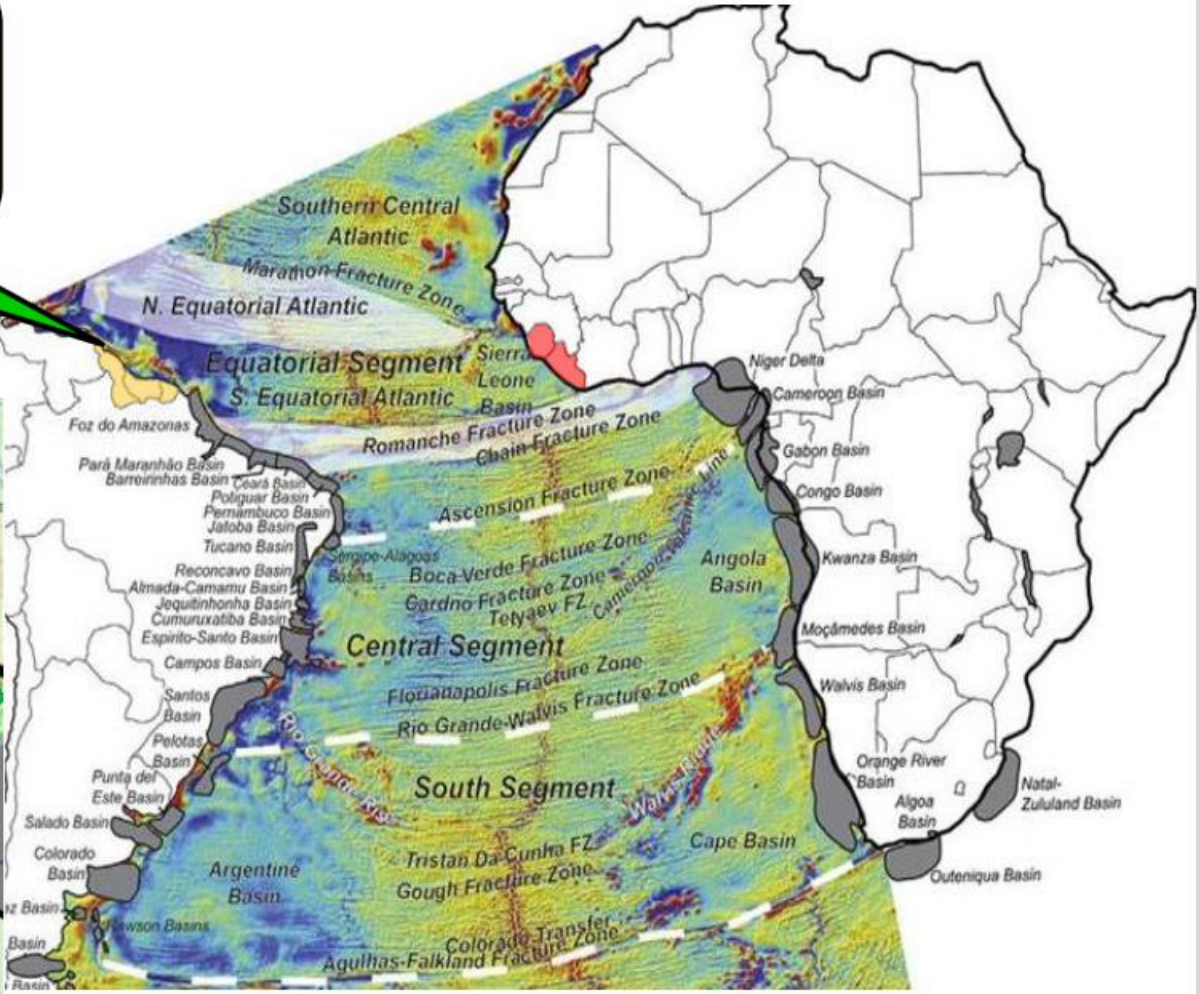 Southern Central
Atlantic
Marathon Fracture Zone
N. Equatorial Atlantic
Equatorial Segment
S. Equatorial Atlantic
Sierra
Leone
Basin
Romanche Fracture Zone
Chain Fracture Zone
Ascension Fracture Zone
Boca Verde Fracture Zone
Cardno Fracture Zone
Tetyaev FZ
Cameroon Volcanic Line
Angola
Basin
Central Segment
Florianapolis Fracture Zone
Rio Grande-Walvis Fracture Zone
Rio Grande Rise
South Segment
Walvis Ridge
Tristan Da Cunha FZ
Gough Fracture Zone
Cape Basin
Argentine
Basin
Colorado Transfer
Agulhas-Falkland Fracture Zone
Foz do Amazonas
Pará Maranhão Basin
Barreirinhas Basin
Ceará Basin
Potiguar Basin
Pernambuco Basin
Jatoba Basin
Tucano Basin
Sergipe-Alagoas
Basins
Reconcavo Basin
Almada-Camamu Basin
Jequitinhonha Basin
Cumuruxatiba Basin
Espirito-Santo Basin
Campos Basin
Santos
Basin
Pelotas
Basin
Punta del
Este Basin
Salado Basin
Colorado
Basin
Basin
Rawson Basins
Basin
Basin
Niger Delta
Cameroon Basin
Gabon Basin
Congo Basin
Kwanza Basin
Moçâmedes Basin
Walvis Basin
Orange River
Basin
Algoa
Basin
Natal-
Zululand Basin
Outeniqua Basin